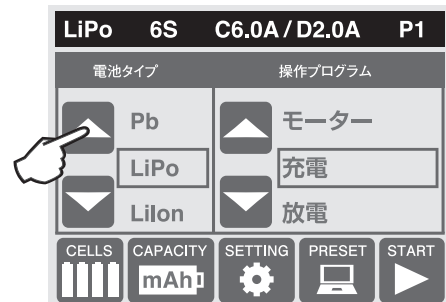 LiPo 6S C6.0A / D2.0A P1
電池タイプ 操作プログラム
Pb モーター
LiPo 充電
LiIon 放電
CELLS CAPACITY SETTING PRESET START
mAh